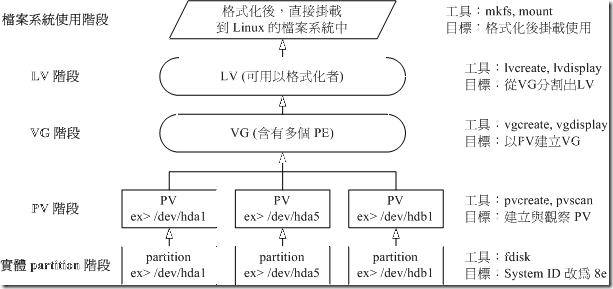 檔案系統使用階段
格式化後，直接掛載
到 Linux 的檔案系統中
工具：mkfs, mount
目標：格式化後掛載使用
LV 階段
LV (可用以格式化者)
工具：lvcreate, lvdisplay
目標：從VG分割出LV
VG 階段
VG (含有多個 PE)
工具：vgcreate, vgdisplay
目標：以PV建立VG
PV 階段
PV
ex> /dev/hda1
PV
ex> /dev/hda5
PV
ex> /dev/hdb1
工具：pvcreate, pvscan
目標：建立與觀察 PV
實體 partition 階段
partition
ex> /dev/hda1
partition
ex> /dev/hda5
partition
ex> /dev/hdb1
工具：fdisk
目標：System ID 改為 8e